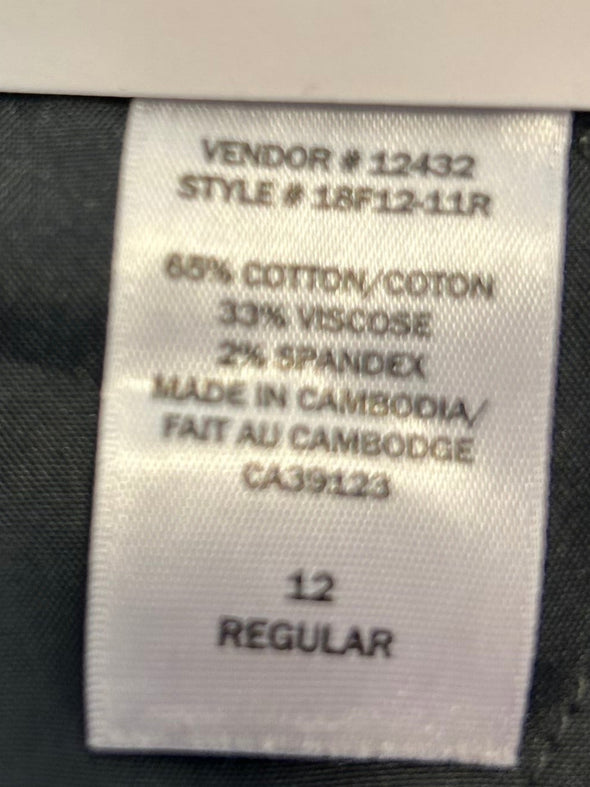 VENDOR # 12432
STYLE # 18F12-11R
65% COTTON/COTON
33% VISCOSE
2% SPANDEX
MADE IN CAMBODIA/
FAIT AU CAMBODGE
CA39123
12
REGULAR